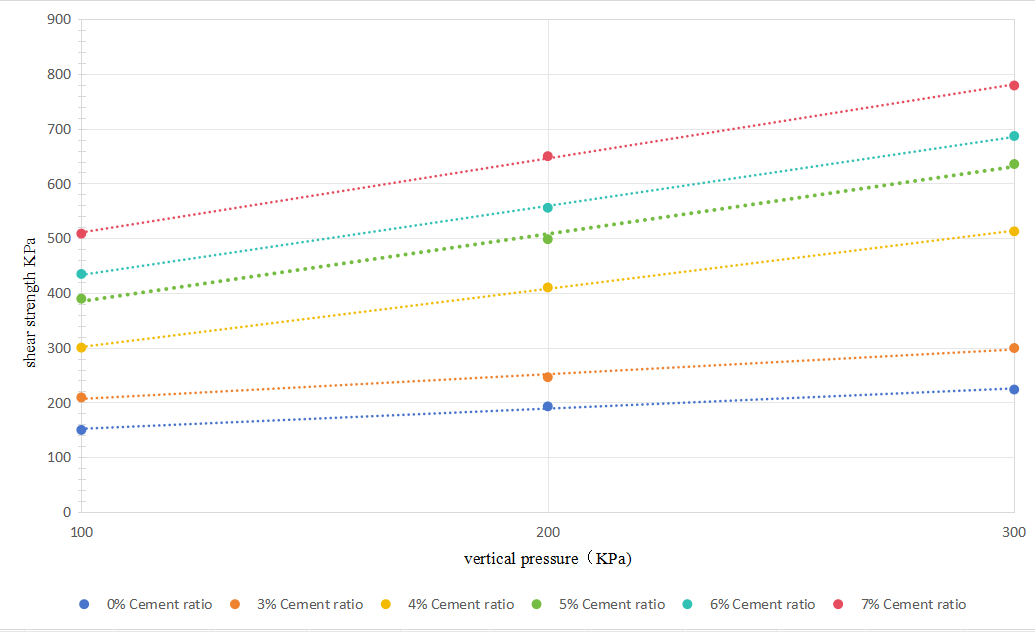 900
800
700
600
500
400
300
200
100
0
shear strength KPa
100 200 300
vertical pressure（KPa)
0% Cement ratio 3% Cement ratio 4% Cement ratio 5% Cement ratio 6% Cement ratio 7% Cement ratio